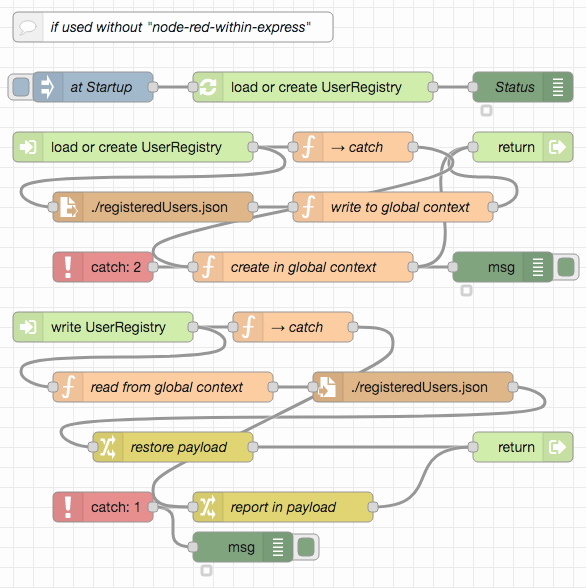 if used without "node-red-within-express"
at Startup
load or create UserRegistry
Status
load or create UserRegistry
→ catch
return
./registeredUsers.json
write to global context
catch: 2
create in global context
msg
write UserRegistry
→ catch
read from global context
./registeredUsers.json
restore payload
return
catch: 1
report in payload
msg